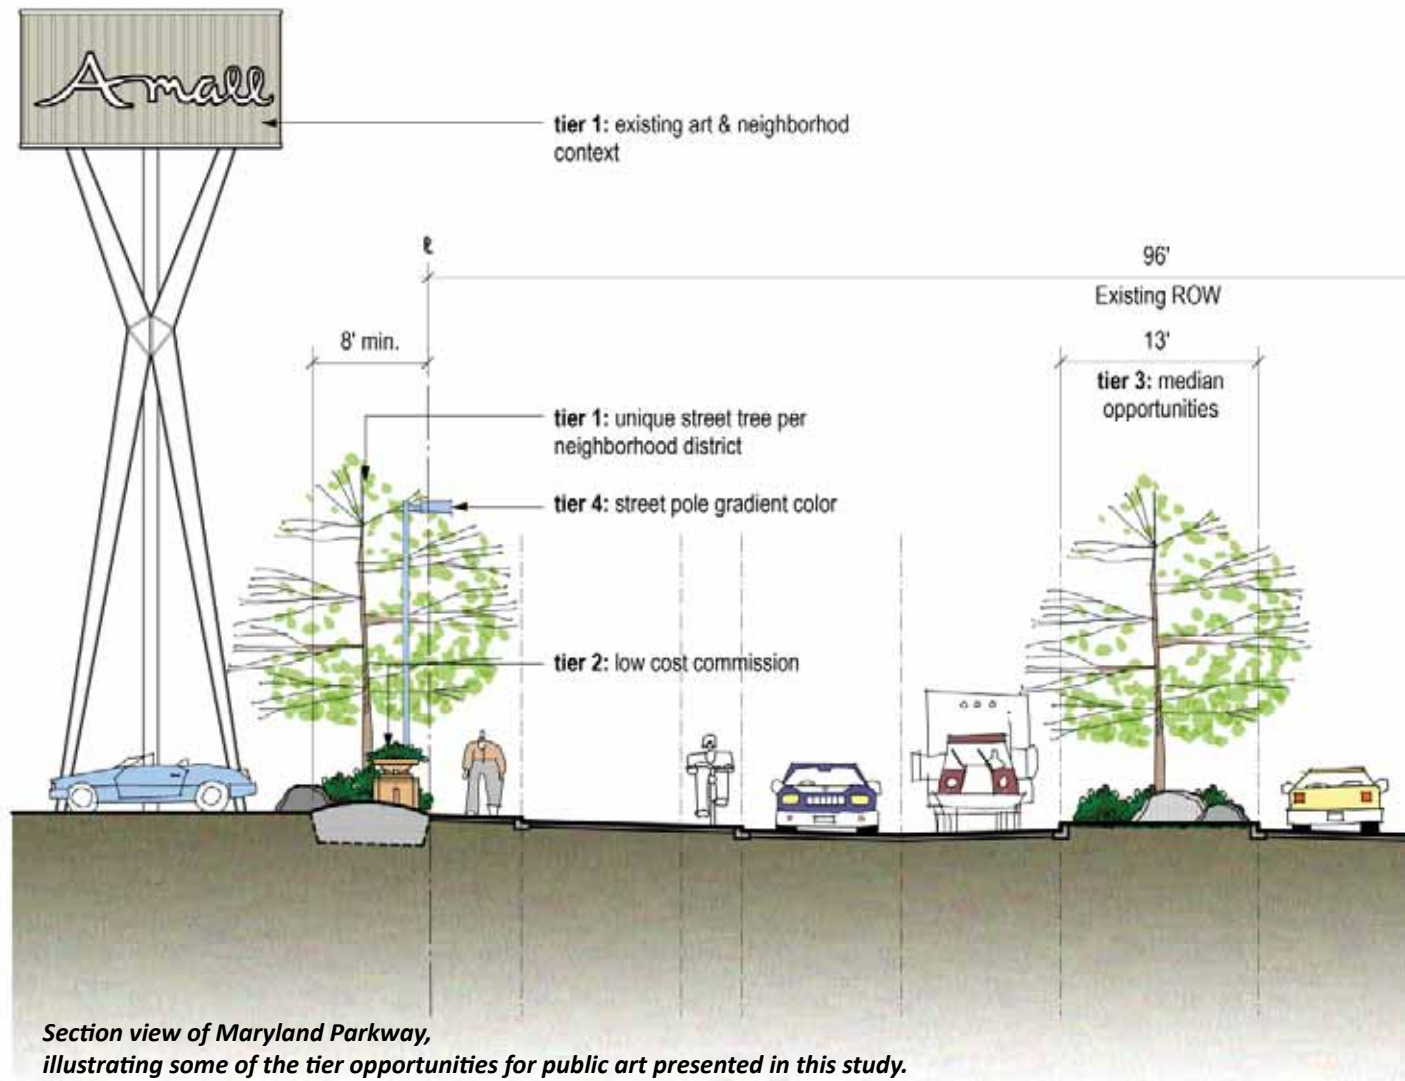 A mall
tier 1: existing art & neighborhod
context
℄
96'
Existing ROW
8' min.
13'
tier 3: median
opportunities
tier 1: unique street tree per
neighborhood district
tier 4: street pole gradient color
tier 2: low cost commission
Section view of Maryland Parkway,
illustrating some of the tier opportunities for public art presented in this study.